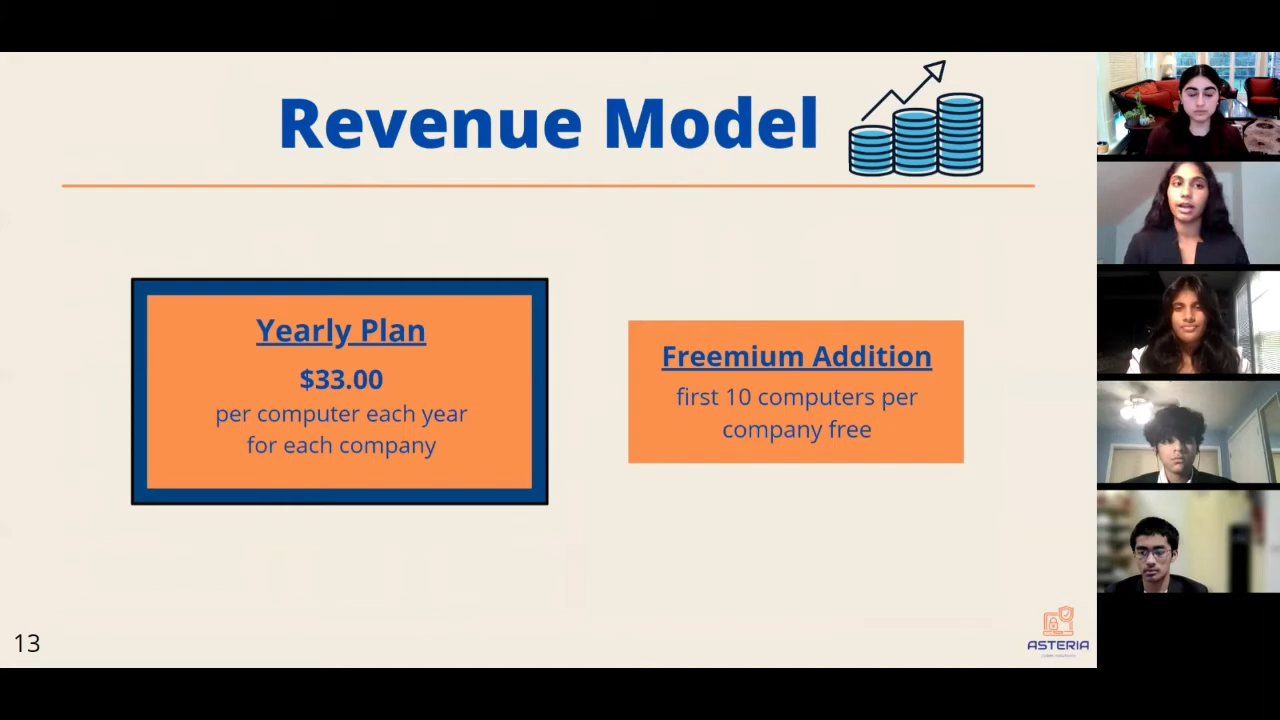 Revenue Model
Yearly Plan
$33.00
per computer each year
for each company
Freemium Addition
first 10 computers per
company free
13
ASTERIA